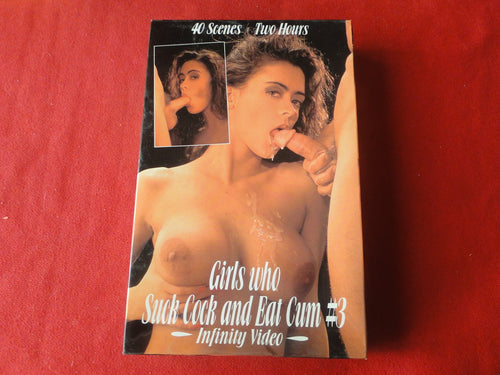 40 Scenes - Two Hours
Girls who
Suck Cock and Eat Cum #3
Infinity Video